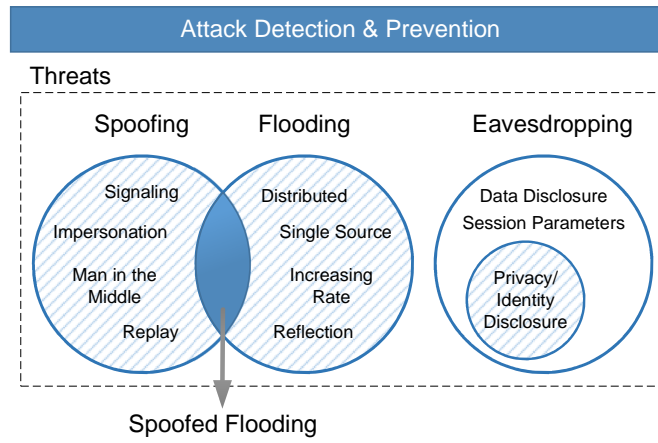 Attack Detection & Prevention
Threats
Spoofing
Flooding
Eavesdropping
Signaling
Impersonation
Man in the
Middle
Replay
Distributed
Single Source
Increasing
Rate
Reflection
Data Disclosure
Session Parameters
Privacy/
Identity
Disclosure
Spoofed Flooding